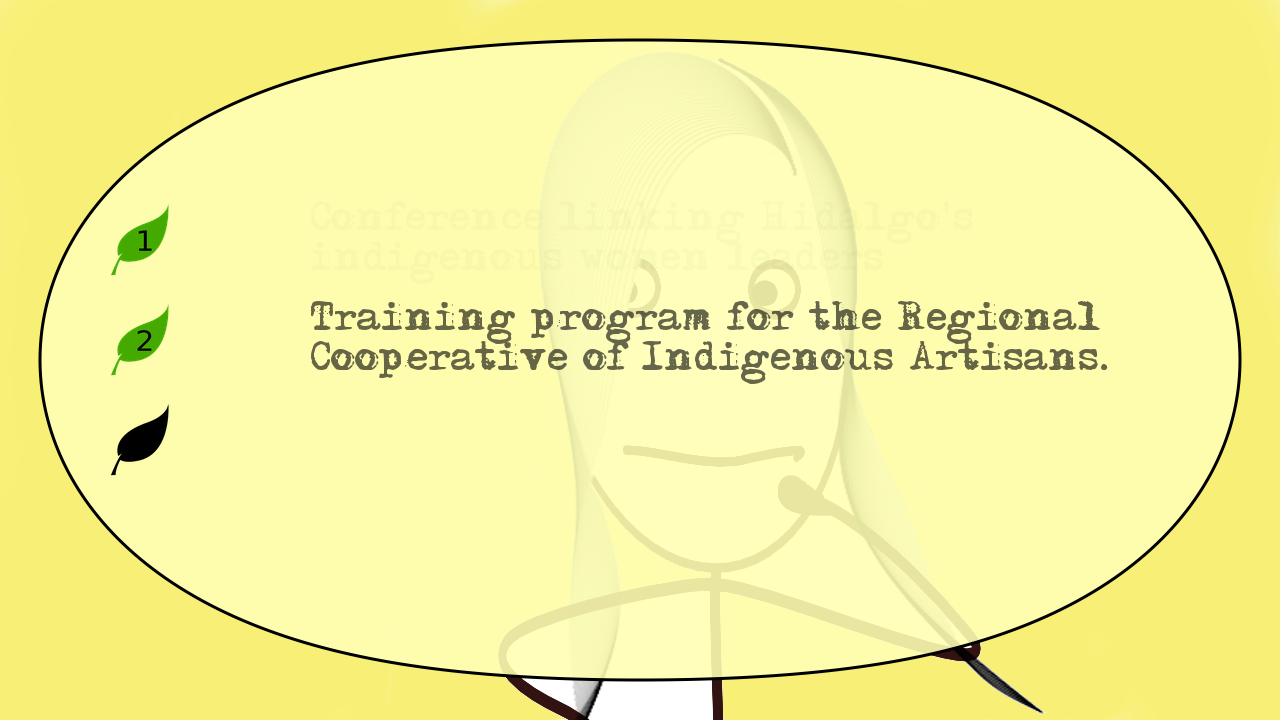 1
Conference linking Hidalgo's
indigenous women leaders
2
Training program for the Regional
Cooperative of Indigenous Artisans.